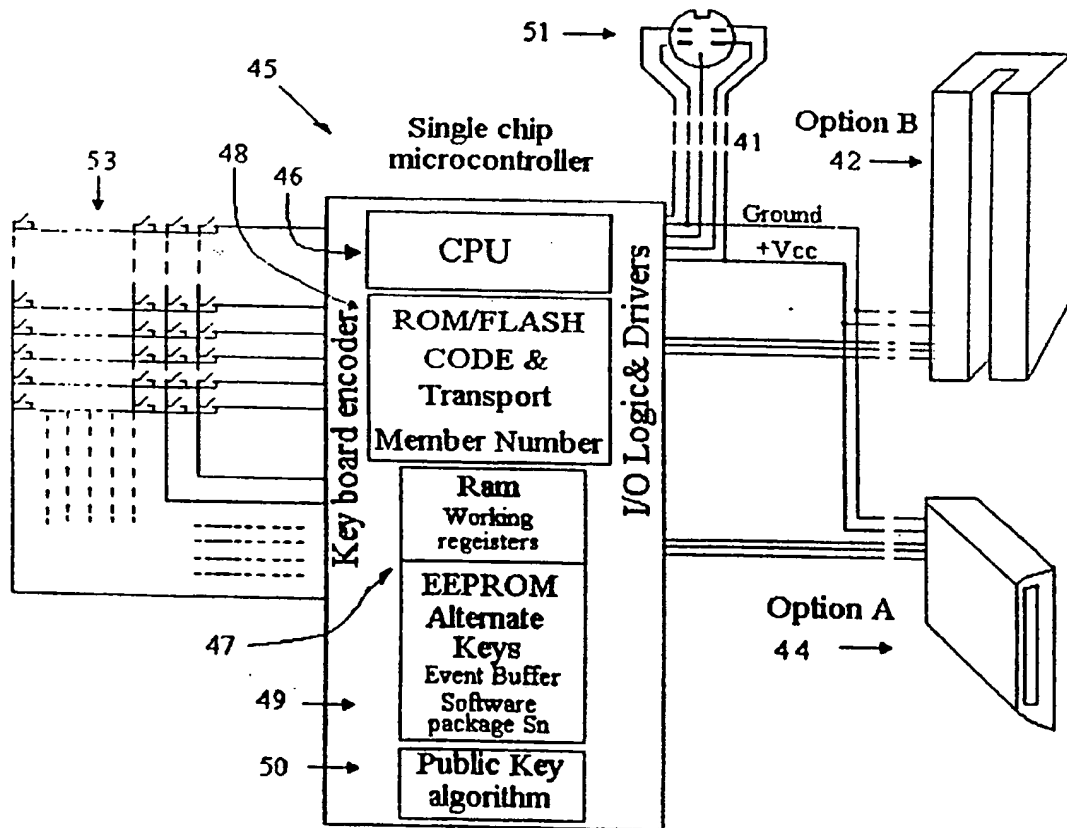 51
45
Single chip
microcontroller
41
Option B
42
53
48
46
Ground
+Vcc
CPU
ROM/FLASH
CODE &
Transport
Member Number
Key board encoder
I/O Logic& Drivers
Ram
Working
regeisters
EEPROM
Alternate
Keys
Event Buffer
Software
package Sn
47
49
Option A
44
50
Public Key
algorithm